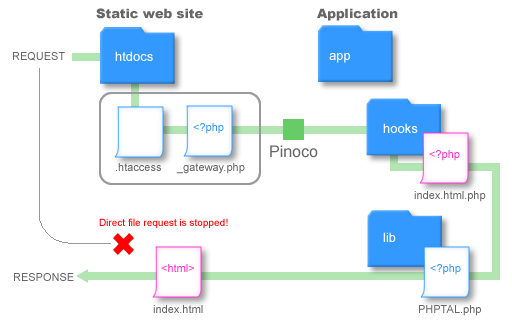 Static web site
Application
REQUEST
htdocs
app
<?php
hooks
.htaccess
_gateway.php
Pinoco
<?php
index.html.php
Direct file request is stopped!
lib
<html>
<?php
RESPONSE
index.html
PHPTAL.php